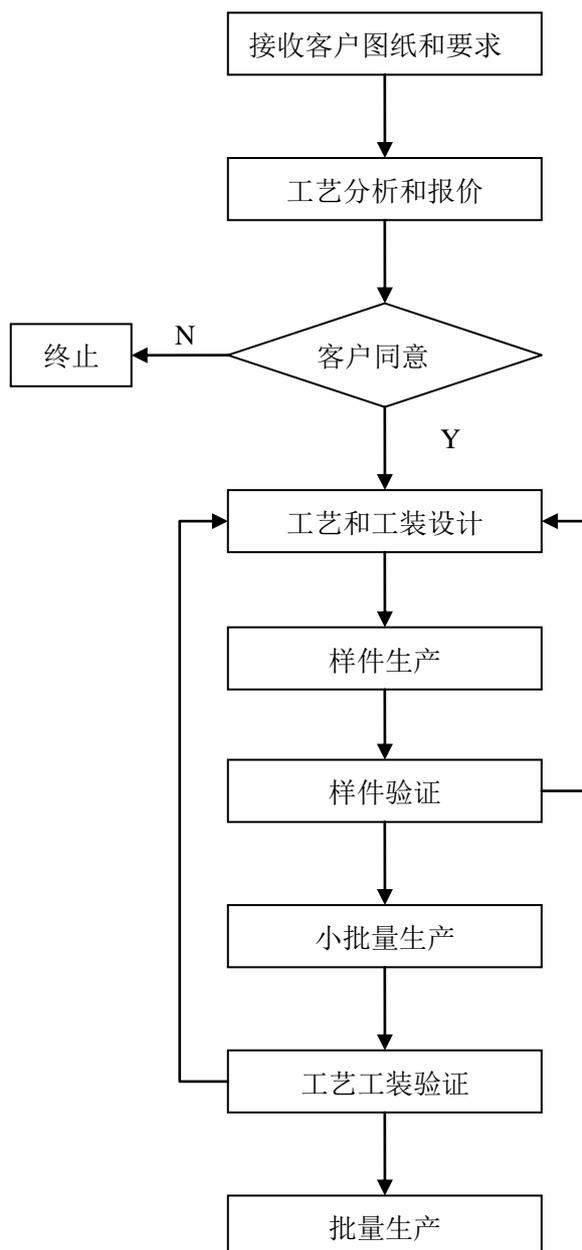 接收客户图纸和要求
工艺分析和报价
客户同意
N
终止
Y
工艺和工装设计
样件生产
样件验证
小批量生产
工艺工装验证
批量生产